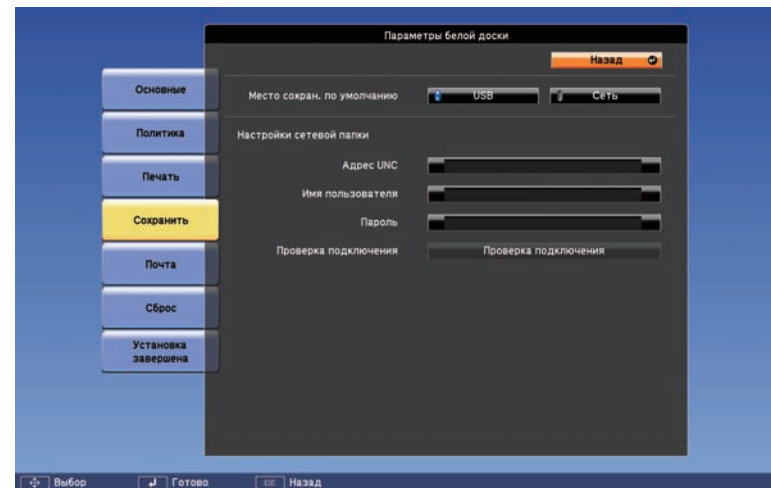 Параметры белой доски
Назад
Основные
Политика
Печать
Сохранить
Почта
Сброс
Установка
завершена
Место сохран. по умолчанию
USB
Сеть
Настройки сетевой папки
Адрес UNC
Имя пользователя
Пароль
Проверка подключения
Проверка подключения
Выбор
Готово
ESC
Назад